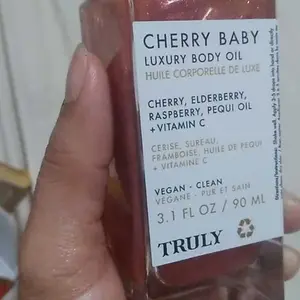 CHERRY BABY
LUXURY BODY OIL
HUILE CORPORELLE DE LUXE
CHERRY, ELDERBERRY,
RASPBERRY, PEQUI OIL
+VITAMIN C
CERISE, SUREAU,
FRAMBOISE, HUILE DE PEQUI
+ VITAMINE C
VEGAN · CLEAN
VEGANE · PUR ET SAIN
3.1 FL OZ / 90 ML
TRULY